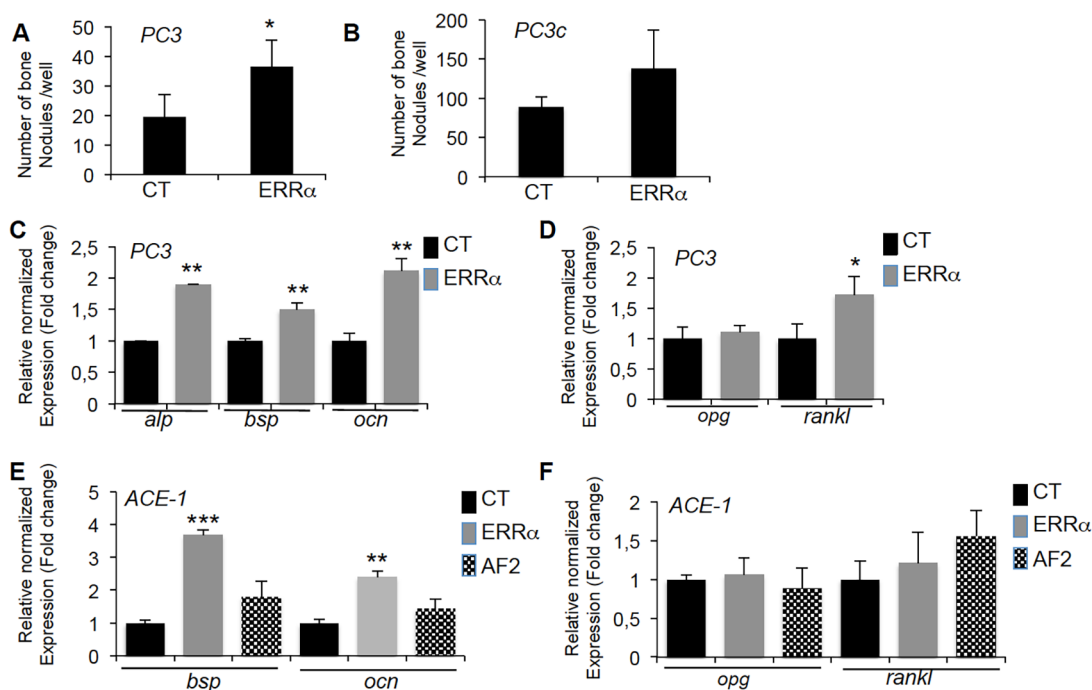 A
Number of bone
Nodules /well
50
40
30
20
10
0
PC3
*
CT
ERRα
B
Number of bone
Nodules /well
200
150
100
50
0
PC3c
CT
ERRα
C
Relative normalized
Expression (Fold change)
2,5
2
1,5
1
0,5
0
PC3
**
**
**
CT
ERRα
alp
bsp
ocn
D
Relative normalized
Expression (Fold change)
2,5
2
1,5
1
0,5
0
PC3
*
CT
ERRα
opg
rankl
E
Relative normalized
Expression (Fold change)
5
4
3
2
1
0
ACE-1
***
**
CT
ERRα
AF2
bsp
ocn
F
Relative normalized
Expression (Fold change)
2
1,5
1
0,5
0
ACE-1
CT
ERRα
AF2
opg
rankl